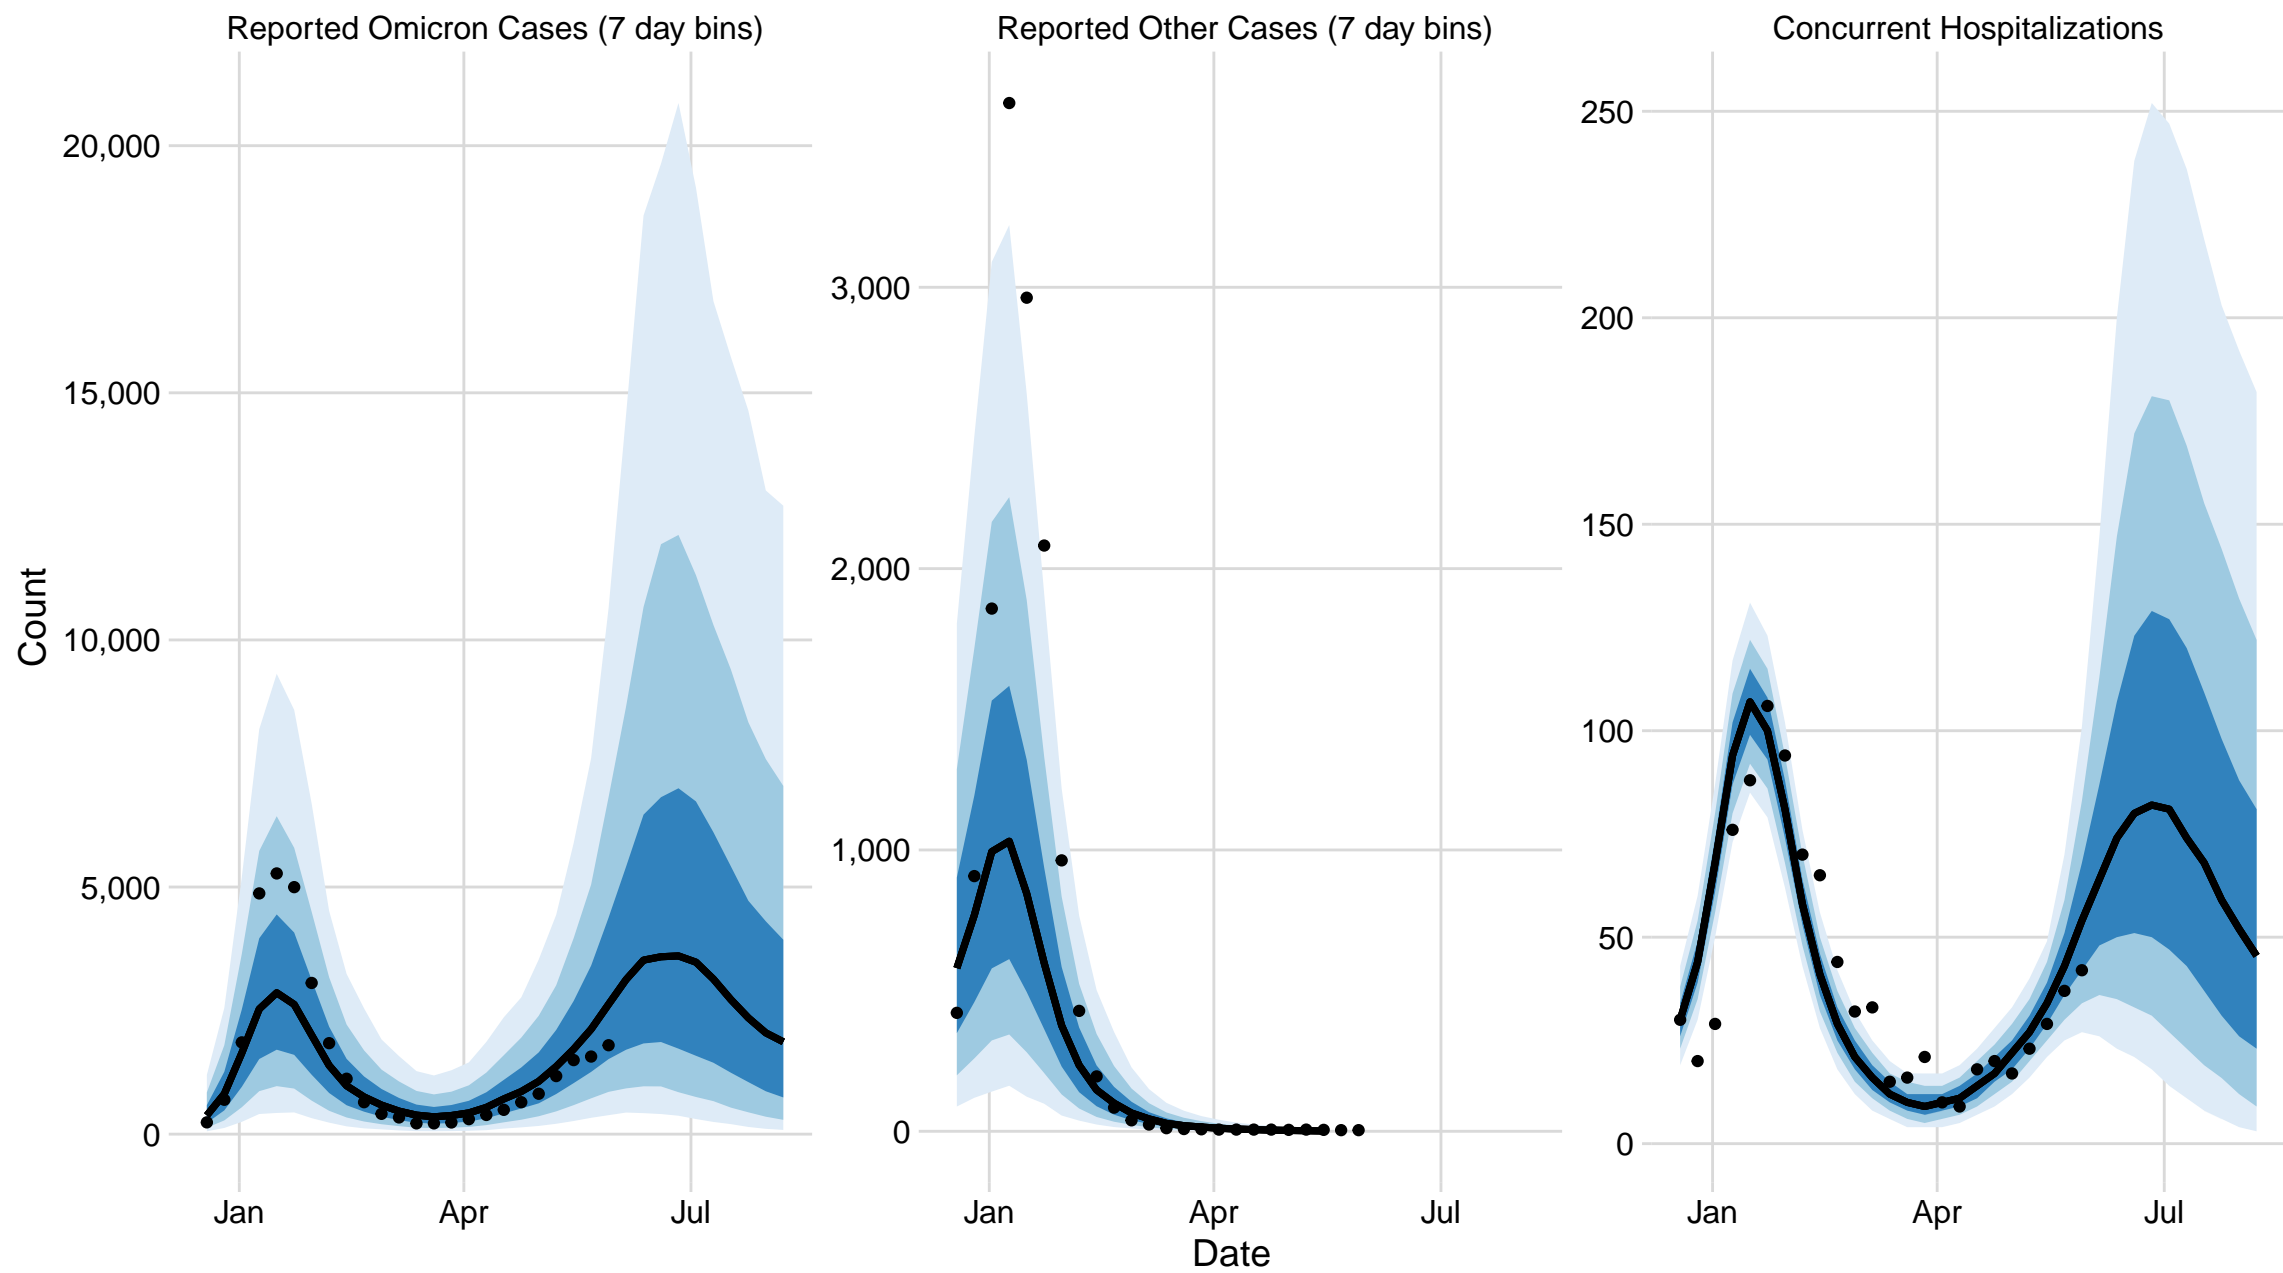 Reported Omicron Cases (7 day bins)
Reported Other Cases (7 day bins)
Concurrent Hospitalizations
Count
20,000
15,000
10,000
5,000
0
3,000
2,000
1,000
0
250
200
150
100
50
0
Jan Apr Jul
Jan Apr Jul
Jan Apr Jul
Date